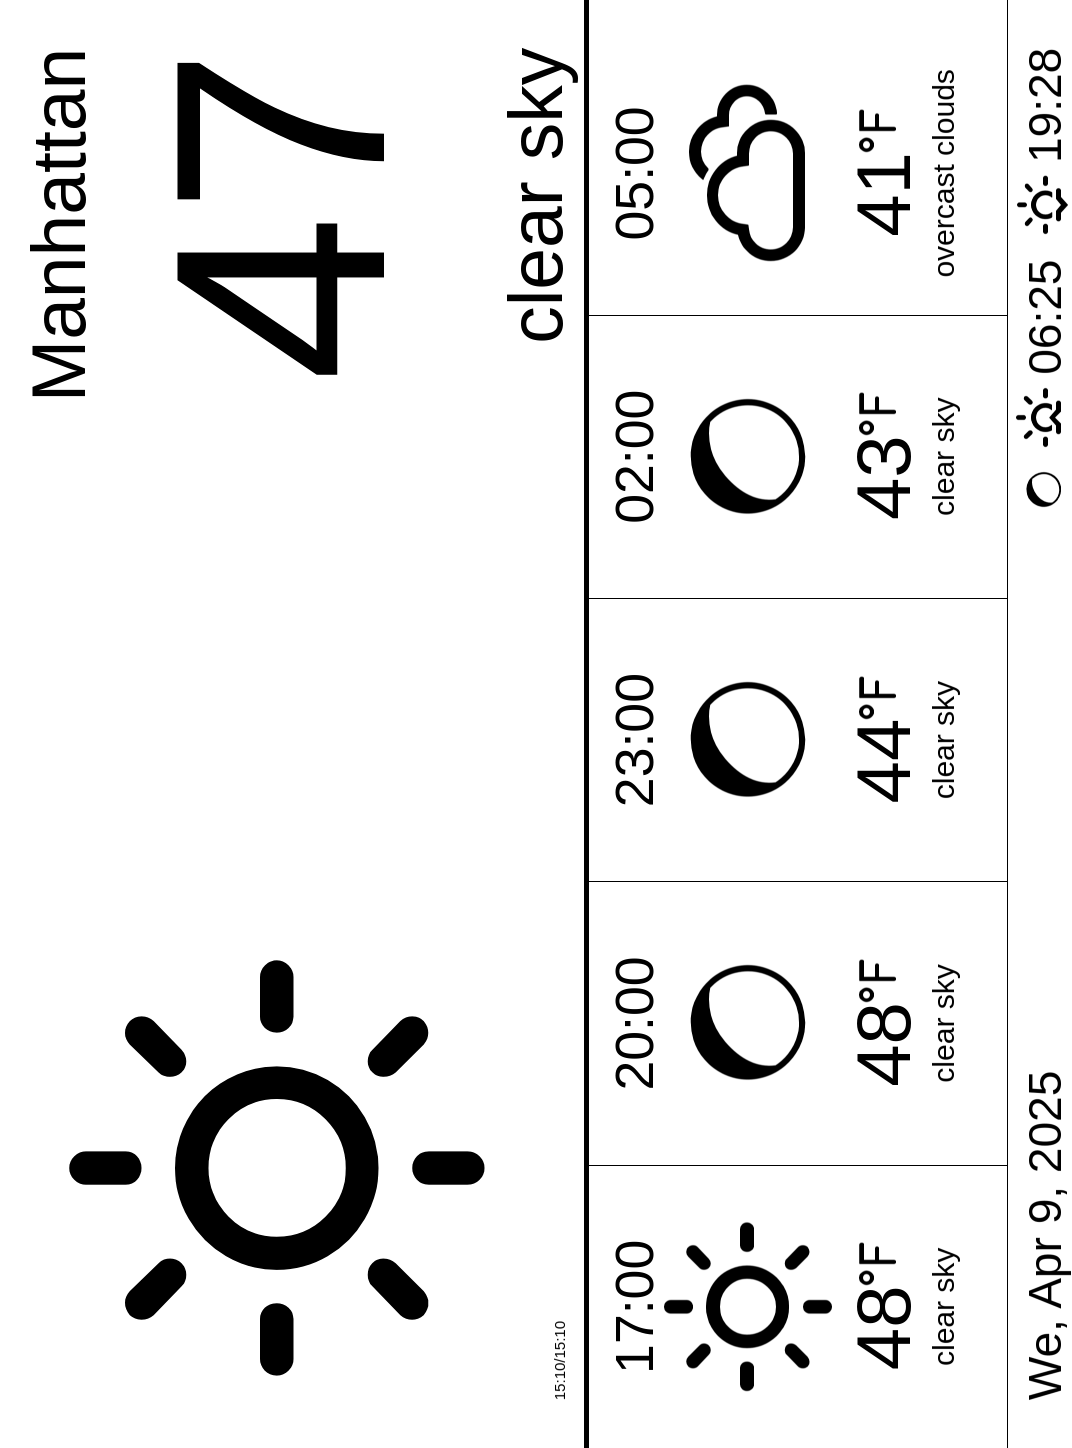 Manhattan
47
clear sky
15:10/15:10
17:00
48°F
clear sky
20:00
48°F
clear sky
23:00
44°F
clear sky
02:00
43°F
clear sky
05:00
41°F
overcast clouds
We, Apr 9, 2025
06:25
19:28